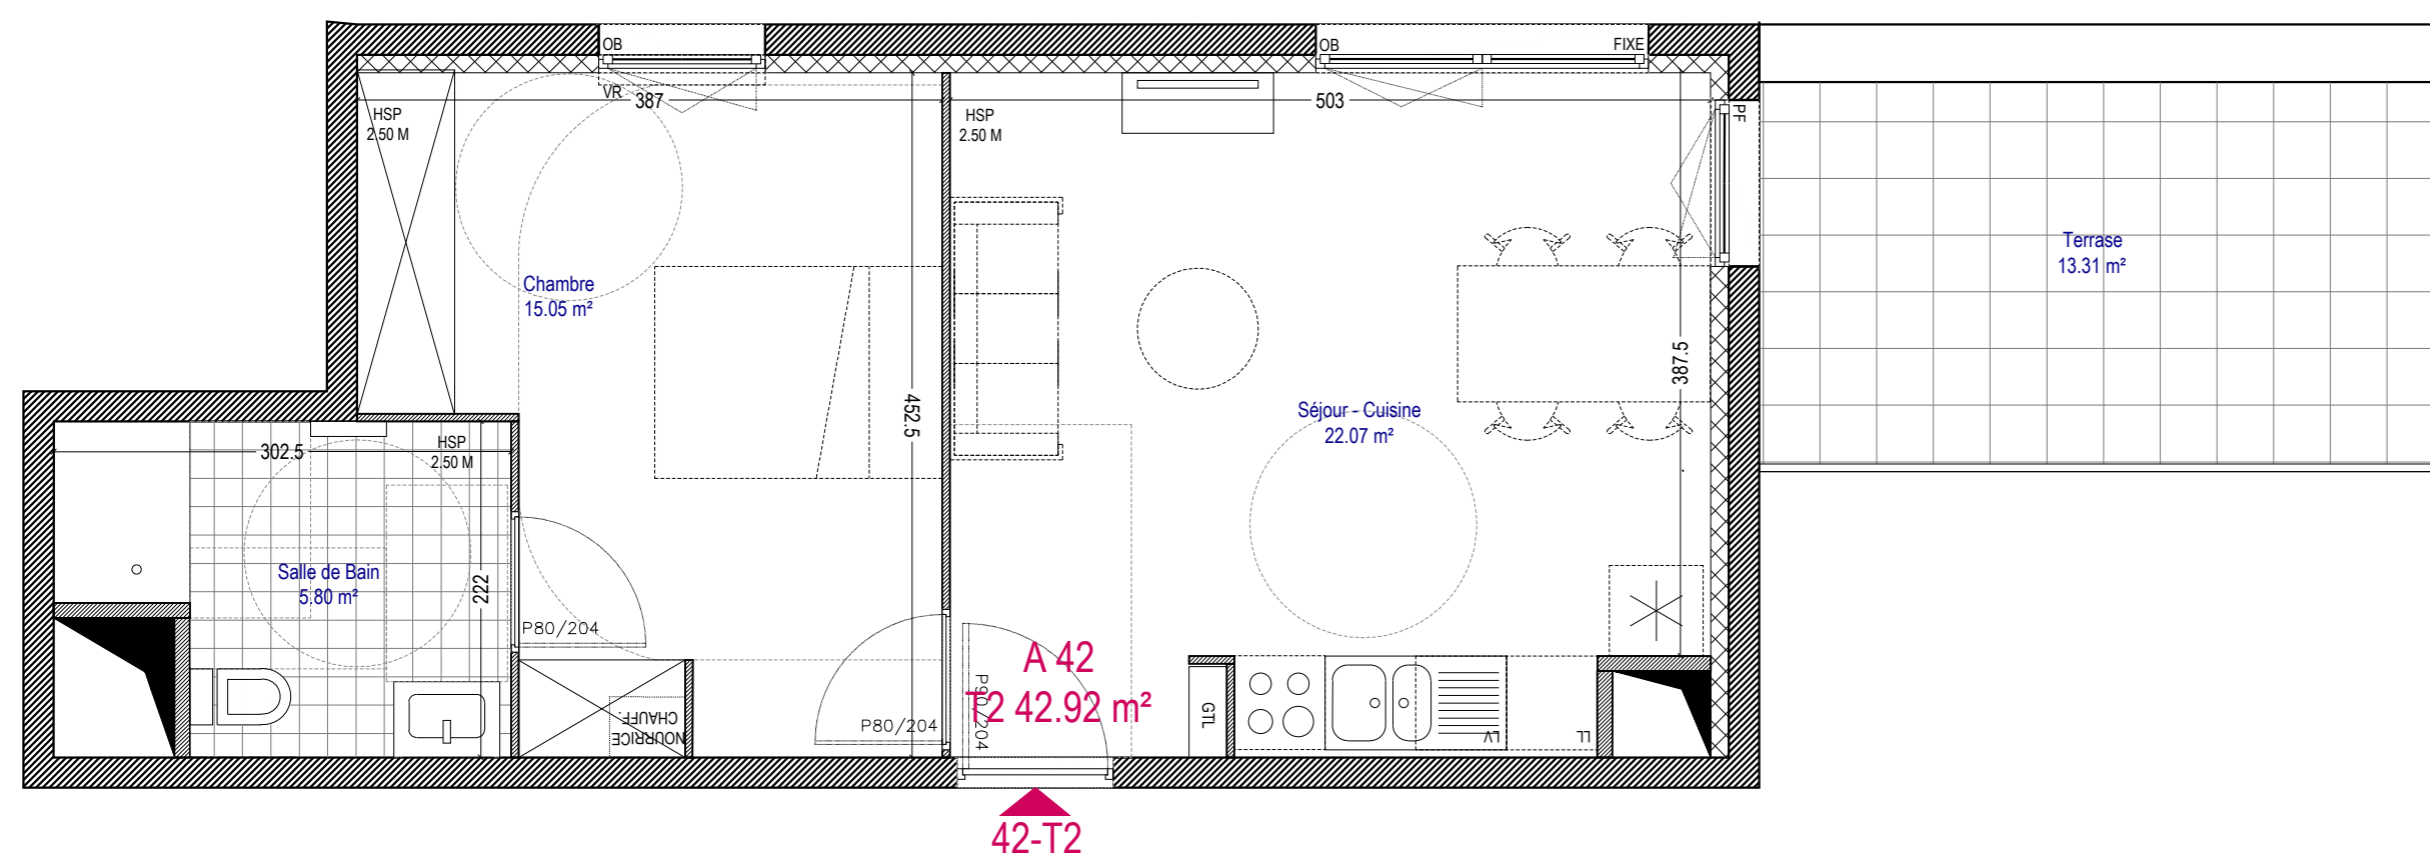 OB
OB
FIXE
VR
387
503
PF
HSP
2.50 M
HSP
2.50 M
Terrase
13.31 m²
Chambre
15.05 m²
387.5
452.5
Séjour - Cuisine
22.07 m²
HSP
2.50 M
302.5
Salle de Bain
5.80 m²
222
P80/204
A 42
T2 42.92 m²
P90/204
P80/204
NOURRICE
CHAUFF.
GTL
LV
LL
42-T2